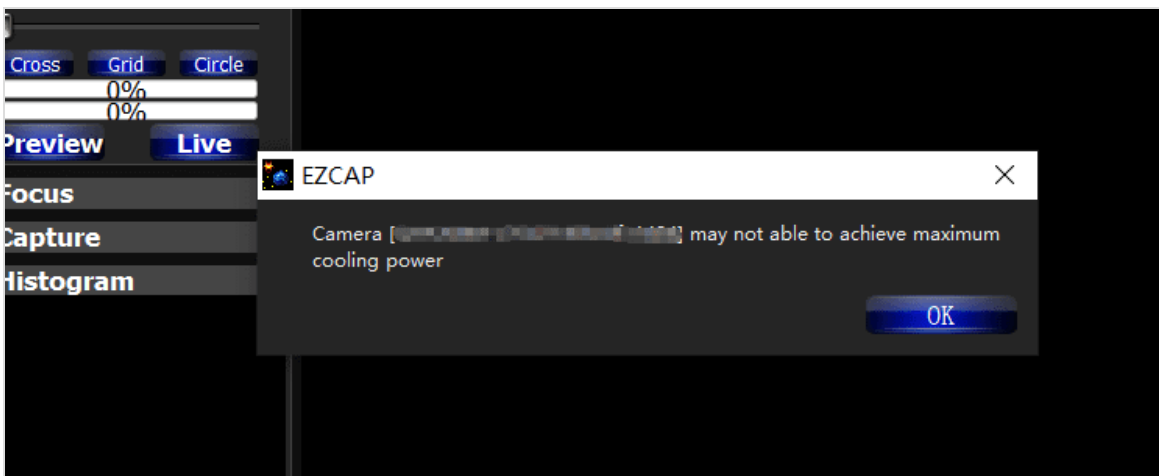 Cross Grid Circle
0%
0%
Preview Live
Focus
Capture
Histogram
EZCAP
Camera [ ] may not able to achieve maximum
cooling power
OK